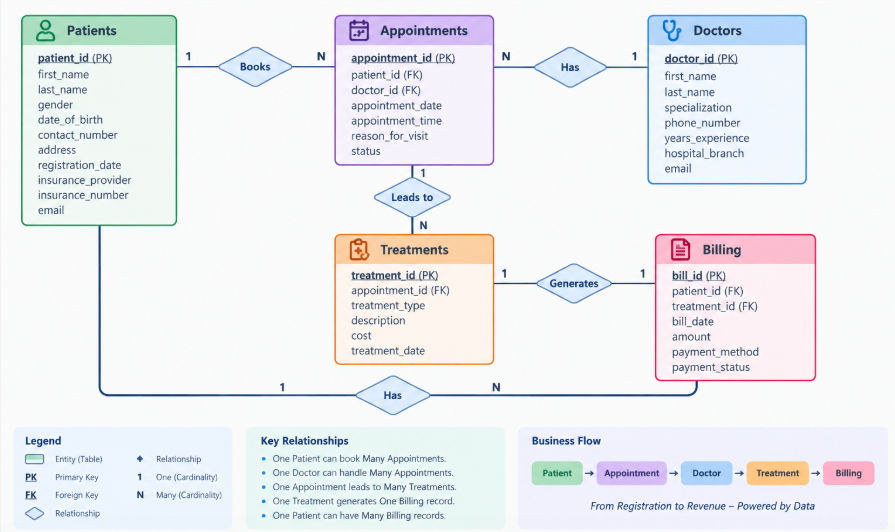 Patients
patient_id (PK)
first_name
last_name
gender
date_of_birth
contact_number
address
registration_date
insurance_provider
insurance_number
email
1
Books
N
Appointments
appointment_id (PK)
patient_id (FK)
doctor_id (FK)
appointment_date
appointment_time
reason_for_visit
status
N
Has
1
Doctors
doctor_id (PK)
first_name
last_name
specialization
phone_number
years_experience
hospital_branch
email
1
Leads to
N
Treatments
treatment_id (PK)
appointment_id (FK)
treatment_type
description
cost
treatment_date
1
Generates
1
Billing
bill_id (PK)
patient_id (FK)
treatment_id (FK)
bill_date
amount
payment_method
payment_status
1
Has
N
Legend
Entity (Table)
PK Primary Key
FK Foreign Key
Relationship
Relationship
1 One (Cardinality)
N Many (Cardinality)
Key Relationships
• One Patient can book Many Appointments.
• One Doctor can handle Many Appointments.
• One Appointment leads to Many Treatments.
• One Treatment generates One Billing record.
• One Patient can have Many Billing records.
Business Flow
Patient → Appointment → Doctor → Treatment → Billing
From Registration to Revenue – Powered by Data